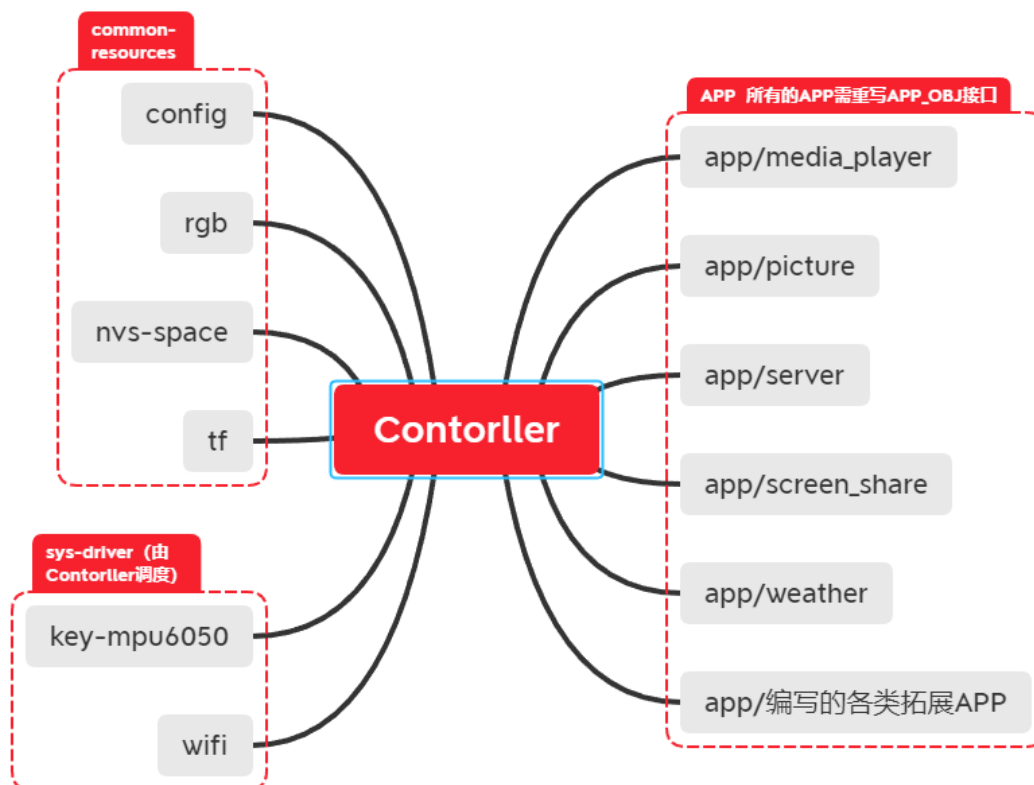 common-
resources
config
rgb
nvs-space
tf
sys-driver（由
Contorller调度)
key-mpu6050
wifi
Contorller
APP 所有的APP需重写APP_OBJ接口
app/media_player
app/picture
app/server
app/screen_share
app/weather
app/编写的各类拓展APP